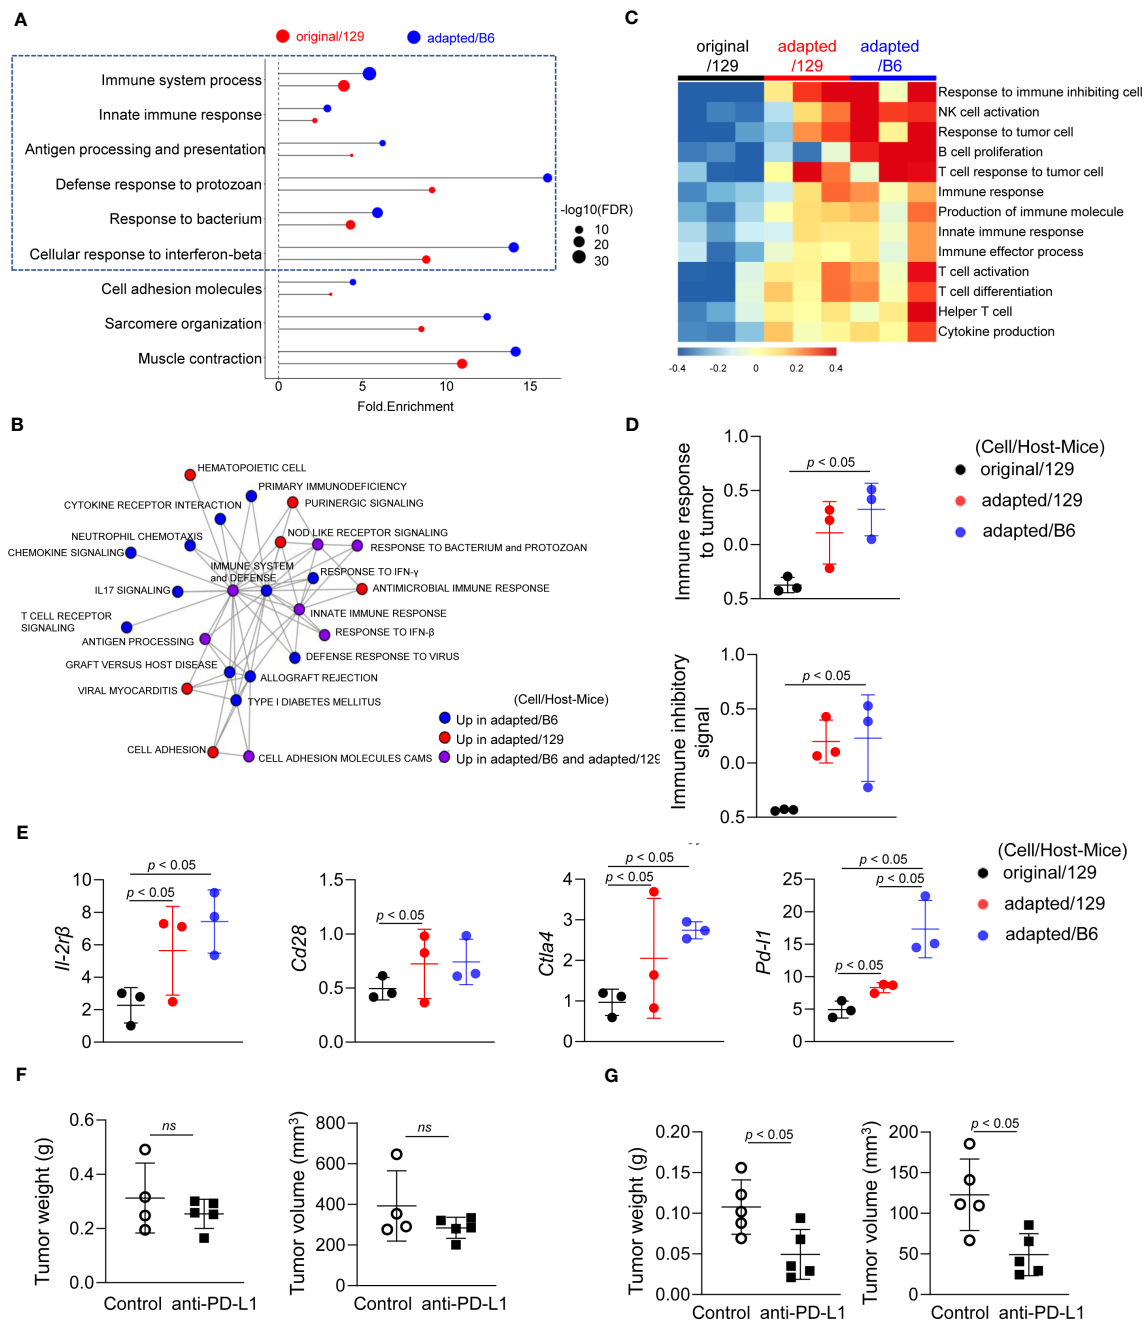 A
original/129
adapted/B6
Immune system process
Innate immune response
Antigen processing and presentation
Defense response to protozoan
Response to bacterium
Cellular response to interferon-beta
Cell adhesion molecules
Sarcomere organization
Muscle contraction
-log10(FDR)
10
20
30
0
5
10
15
Fold.Enrichment
C
original
/129
adapted
/129
adapted
/B6
Response to immune inhibiting cell
NK cell activation
Response to tumor cell
B cell proliferation
T cell response to tumor cell
Immune response
Production of immune molecule
Innate immune response
Immune effector process
T cell activation
T cell differentiation
Helper T cell
Cytokine production
-0.4
-0.2
0
0.2
0.4
B
HEMATOPOIETIC CELL
PRIMARY IMMUNODEFICIENCY
CYTOKINE RECEPTOR INTERACTION
PURINERGIC SIGNALING
NEUTROPHIL CHEMOTAXIS
NOD LIKE RECEPTOR SIGNALING
CHEMOKINE SIGNALING
RESPONSE TO BACTERIUM and PROTOZOAN
IMMUNE SYSTEM
and DEFENSE
RESPONSE TO IFN-γ
IL17 SIGNALING
ANTIMICROBIAL IMMUNE RESPONSE
T CELL RECEPTOR
SIGNALING
INNATE IMMUNE RESPONSE
ANTIGEN PROCESSING
RESPONSE TO IFN-β
GRAFT VERSUS HOST DISEASE
DEFENSE RESPONSE TO VIRUS
ALLOGRAFT REJECTION
VIRAL MYOCARDITIS
TYPE I DIABETES MELLITUS
CELL ADHESION
CELL ADHESION MOLECULES CAMS
(Cell/Host-Mice)
Up in adapted/B6
Up in adapted/129
Up in adapted/B6 and adapted/129
D
Immune response
to tumor
1.0
0.5
0.0
0.5
p < 0.05
(Cell/Host-Mice)
original/129
adapted/129
adapted/B6
Immune inhibitory
signal
1.0
0.5
0.0
0.5
p < 0.05
E
Il-2rβ
10
8
6
4
2
0
p < 0.05
p < 0.05
Cd28
1.5
1.0
0.5
0.0
p < 0.05
Ctla4
4
3
2
1
0
p < 0.05
p < 0.05
Pd-l1
25
20
15
10
5
0
p < 0.05
p < 0.05
p < 0.05
(Cell/Host-Mice)
original/129
adapted/129
adapted/B6
F
Tumor weight (g)
0.6
0.4
0.2
0.0
ns
Control
anti-PD-L1
Tumor volume (mm³)
800
600
400
200
0
ns
Control
anti-PD-L1
G
Tumor weight (g)
0.20
0.15
0.10
0.05
0.00
p < 0.05
Control
anti-PD-L1
Tumor volume (mm³)
200
150
100
50
0
p < 0.05
Control
anti-PD-L1